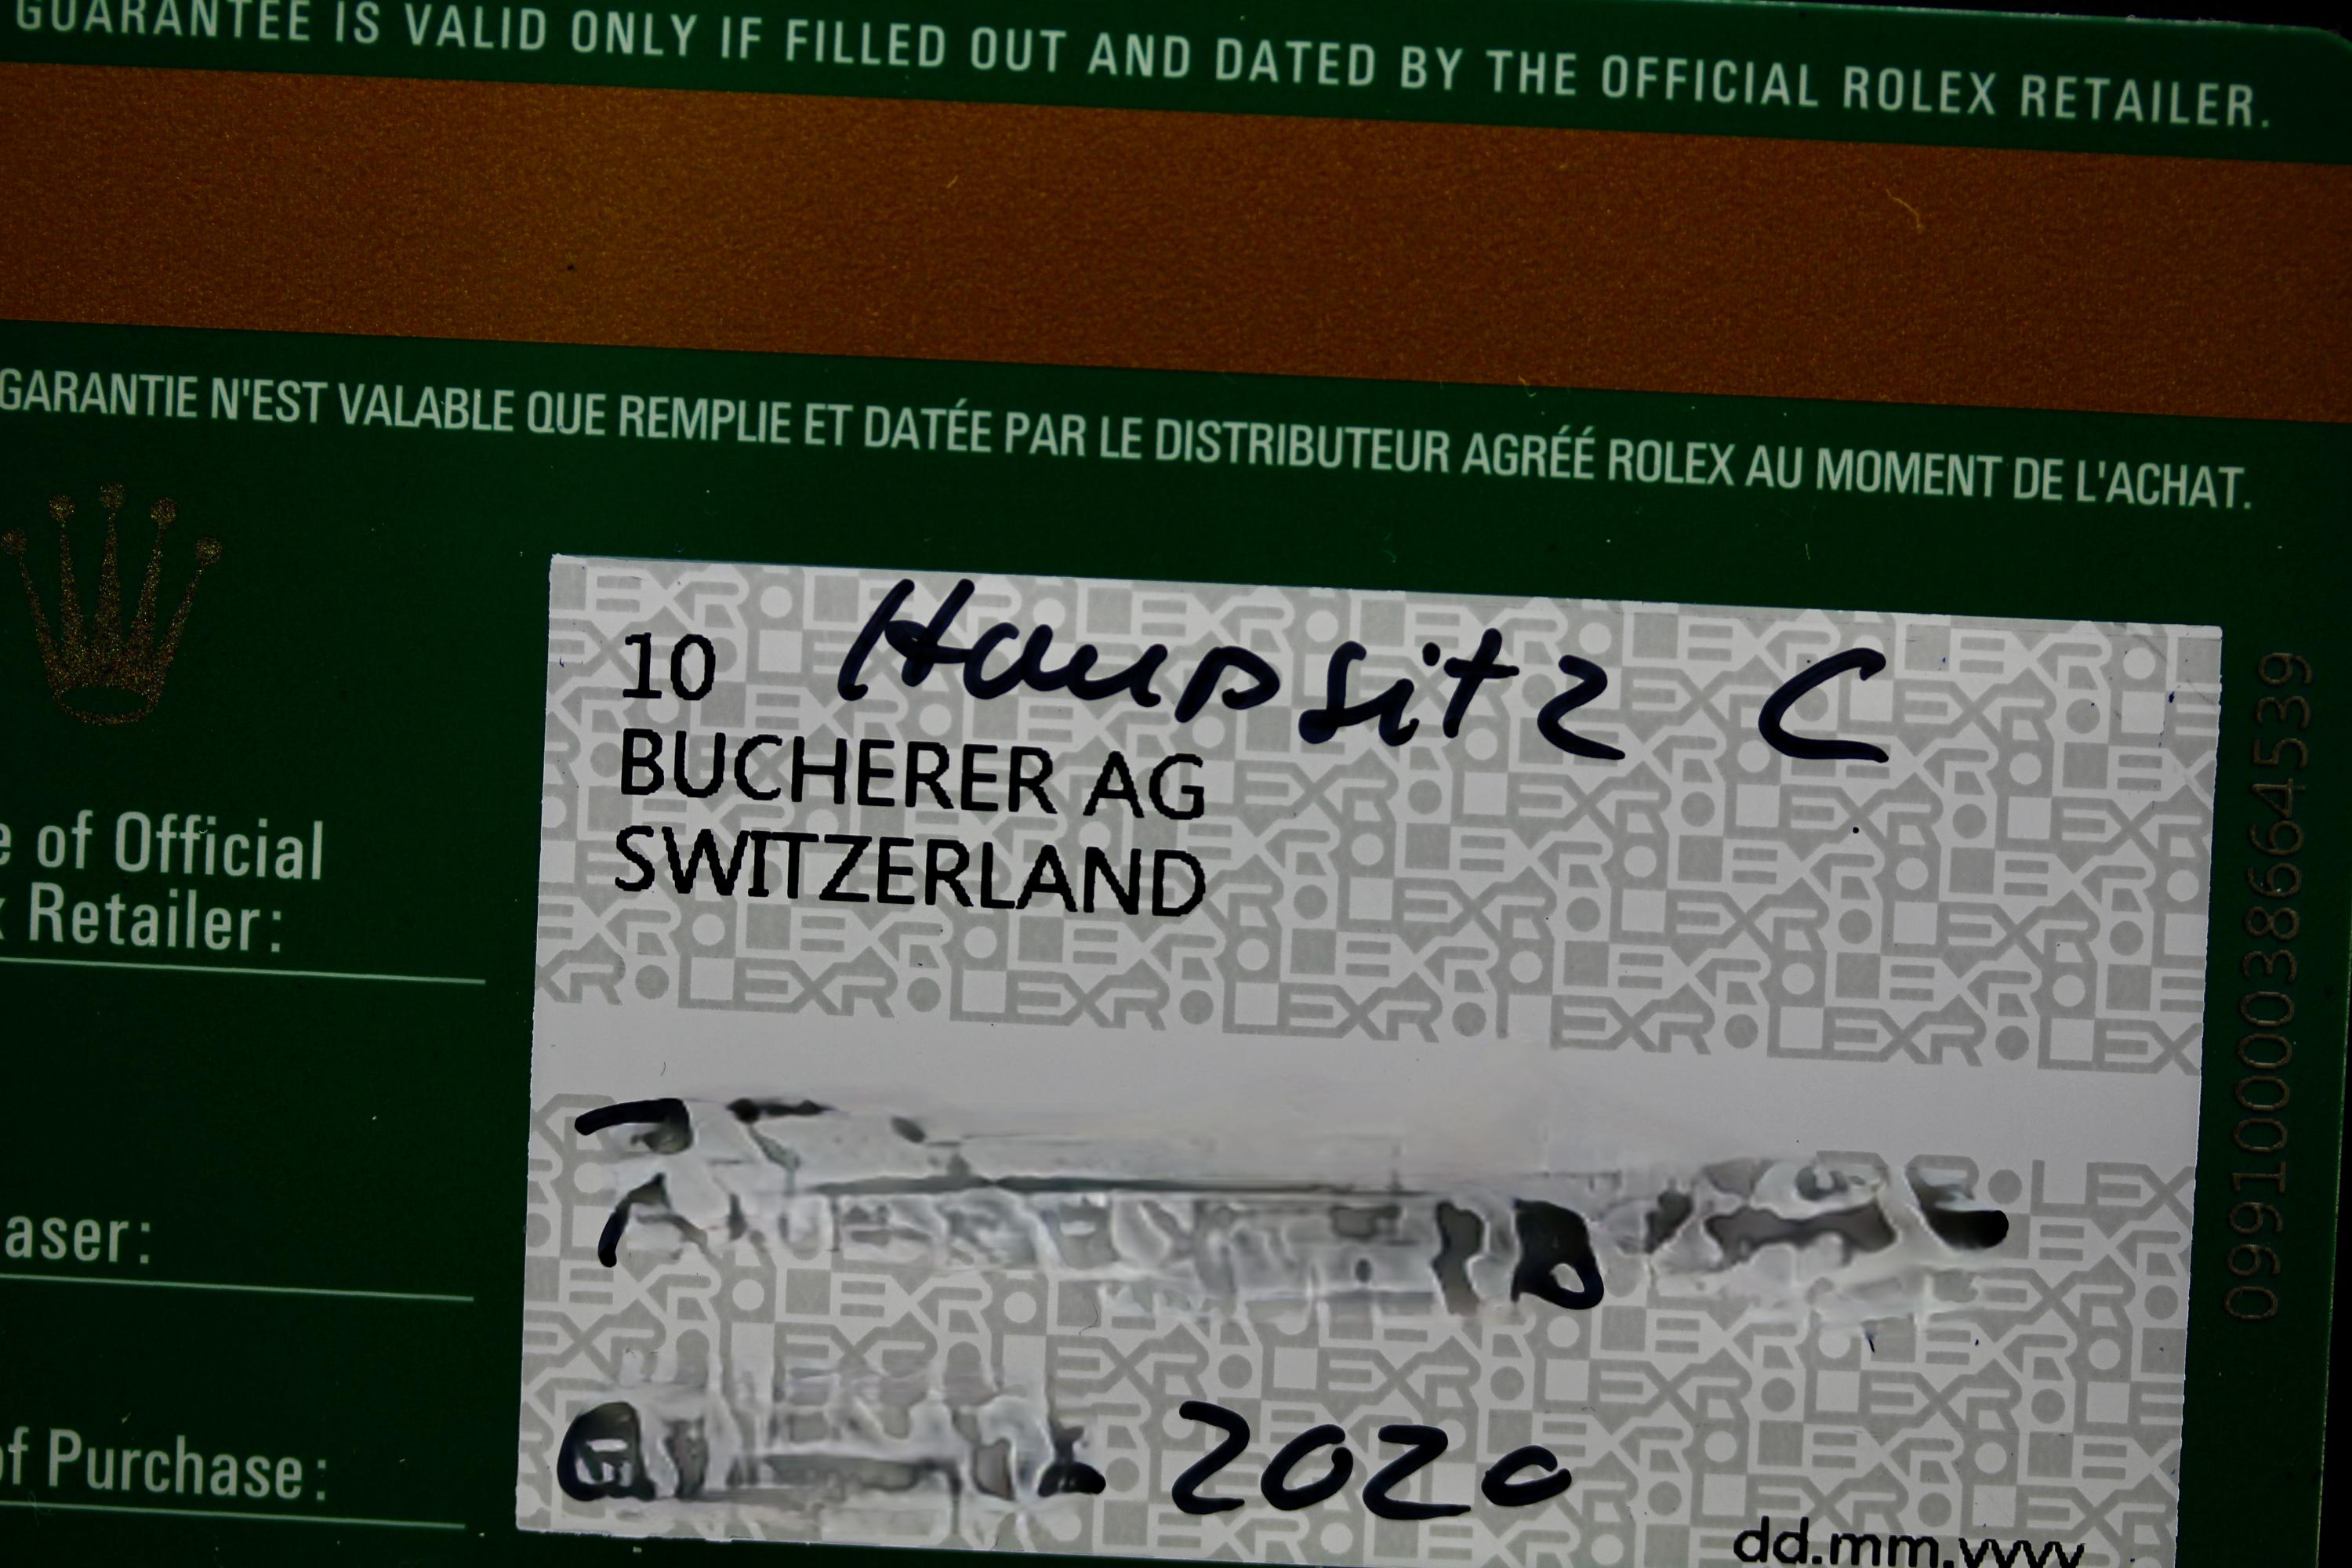 GUARANTEE IS VALID ONLY IF FILLED OUT AND DATED BY THE OFFICIAL ROLEX RETAILER.
GARANTIE N'EST VALABLE QUE REMPLIE ET DATÉE PAR LE DISTRIBUTEUR AGRÉÉ ROLEX AU MOMENT DE L'ACHAT.
10 Haupsitz C
BUCHERER AG
SWITZERLAND
of Official
Retailer:
aser:
of Purchase: 2020
dd.mm.yyyy
0991000038664539